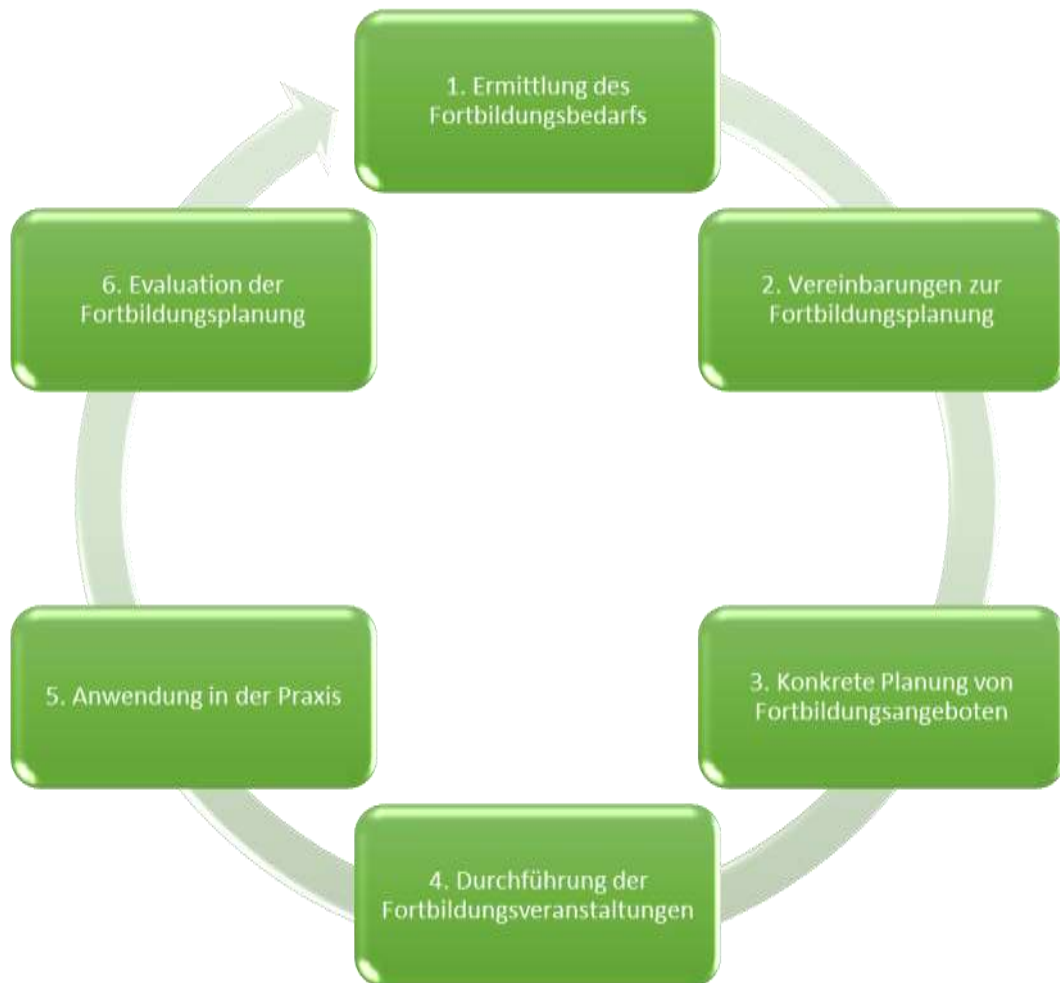 1. Ermittlung des
Fortbildungsbedarfs
2. Vereinbarungen zur
Fortbildungsplanung
3. Konkrete Planung von
Fortbildungsangeboten
4. Durchführung der
Fortbildungsveranstaltungen
5. Anwendung in der Praxis
6. Evaluation der
Fortbildungsplanung